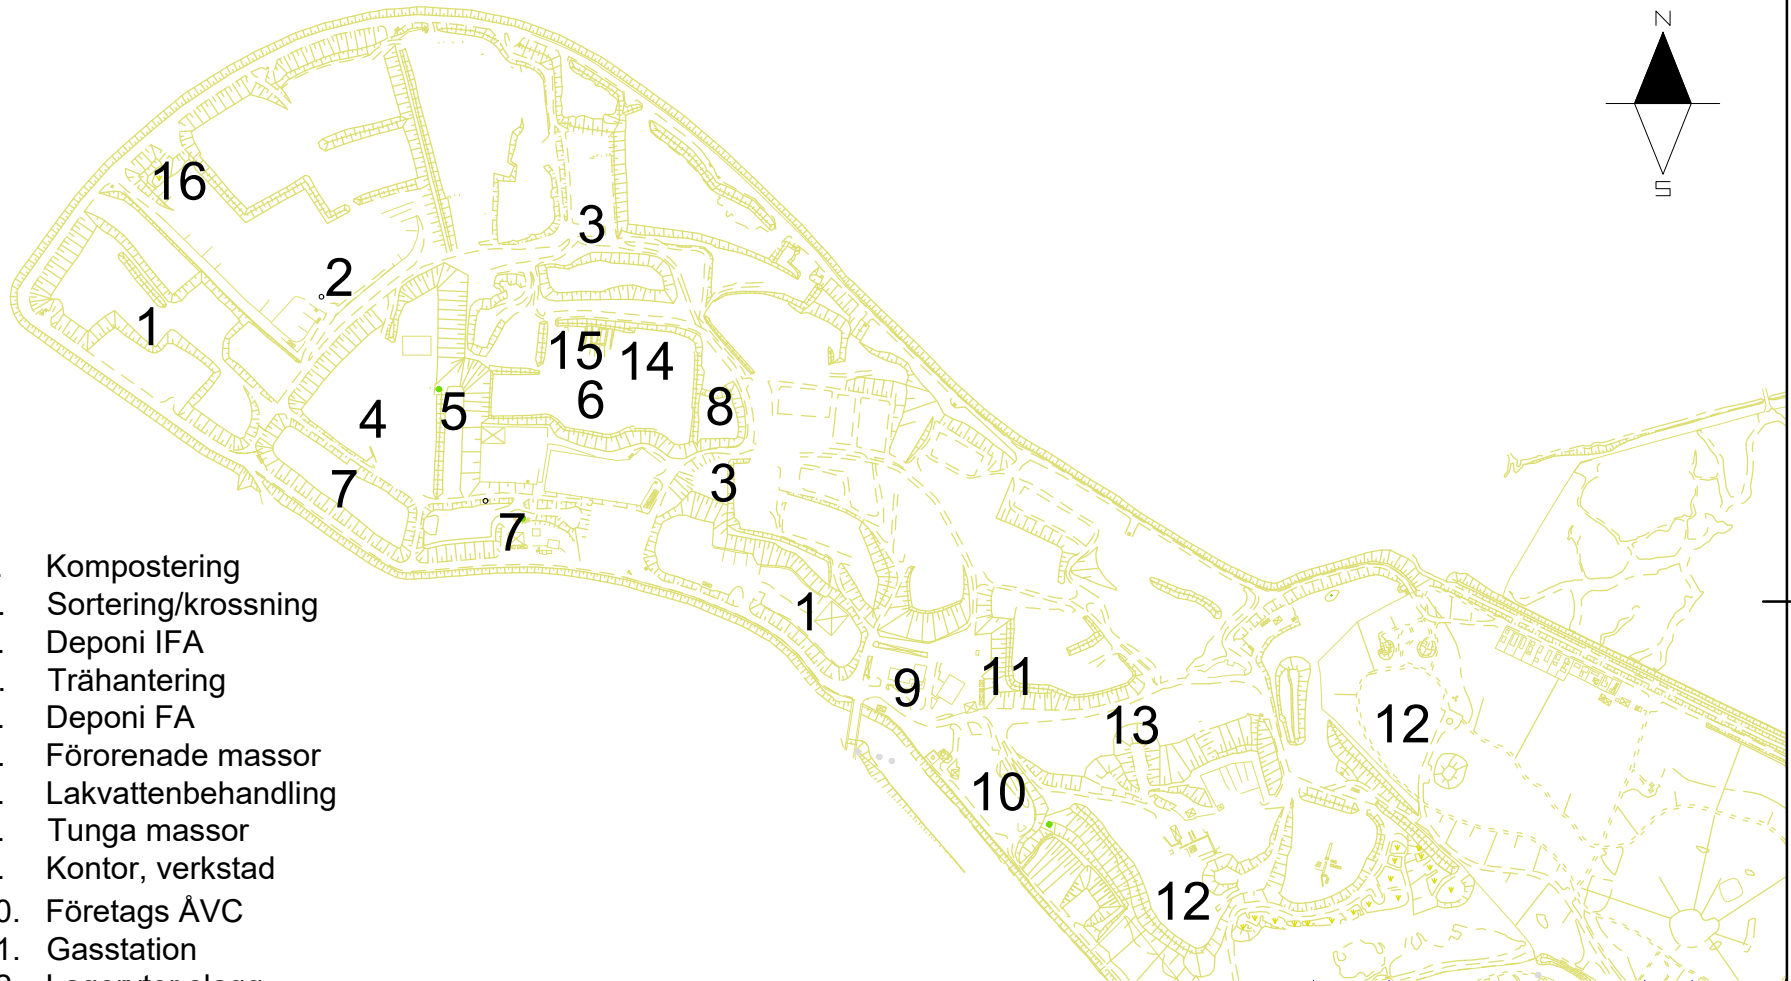 N
S
16
3
2
1
15
14
6
8
4
5
7
3
7
1
9
11
13
12
10
12
. Kompostering
. Sortering/krossning
. Deponi IFA
. Trähantering
. Deponi FA
. Förorenade massor
. Lakvattenbehandling
. Tunga massor
. Kontor, verkstad
0. Företags ÅVC
1. Gasstation